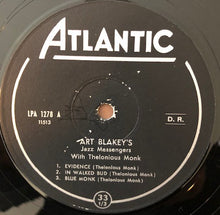 ATLANTIC
LPA 1278 A
11513
ART BLAKEY'S
Jazz Messengers
With Thelonious Monk
D. R.
1. EVIDENCE (Thelonious Monk)
2. IN WALKED BUD (Thelonious Monk)
3. BLUE MONK (Thelonious Monk)
33
1/3